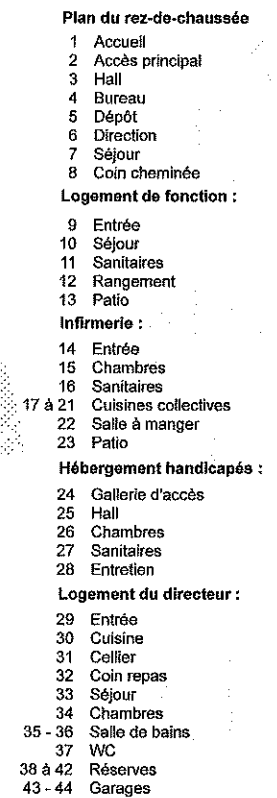 Plan du rez-de-chaussée
1 Accueil
2 Accès principal
3 Hall
4 Bureau
5 Dépôt
6 Direction
7 Séjour
8 Coin cheminée
Logement de fonction :
9 Entrée
10 Séjour
11 Sanitaires
12 Rangement
13 Patio
Infirmerie :
14 Entrée
15 Chambres
16 Sanitaires
17 à 21 Cuisines collectives
22 Salle à manger
23 Patio
Hébergement handicapés :
24 Gallerie d'accès
25 Hall
26 Chambres
27 Sanitaires
28 Entretien
Logement du directeur :
29 Entrée
30 Cuisine
31 Cellier
32 Coin repas
33 Séjour
34 Chambres
35 - 36 Salle de bains
37 WC
38 à 42 Réserves
43 - 44 Garages